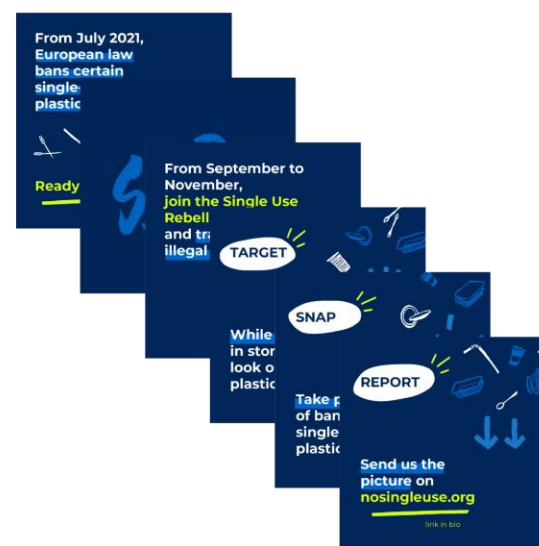 From July 2021,
European law
bans certain
single-
plastic
Ready
From September to
November,
join the Single Use
Rebell
and tra
illegal
TARGET
While
in stor
look o
plastic
SNAP
Take p
of ban
single
plastic
REPORT
Send us the
picture on
nosingleuse.org
link in bio